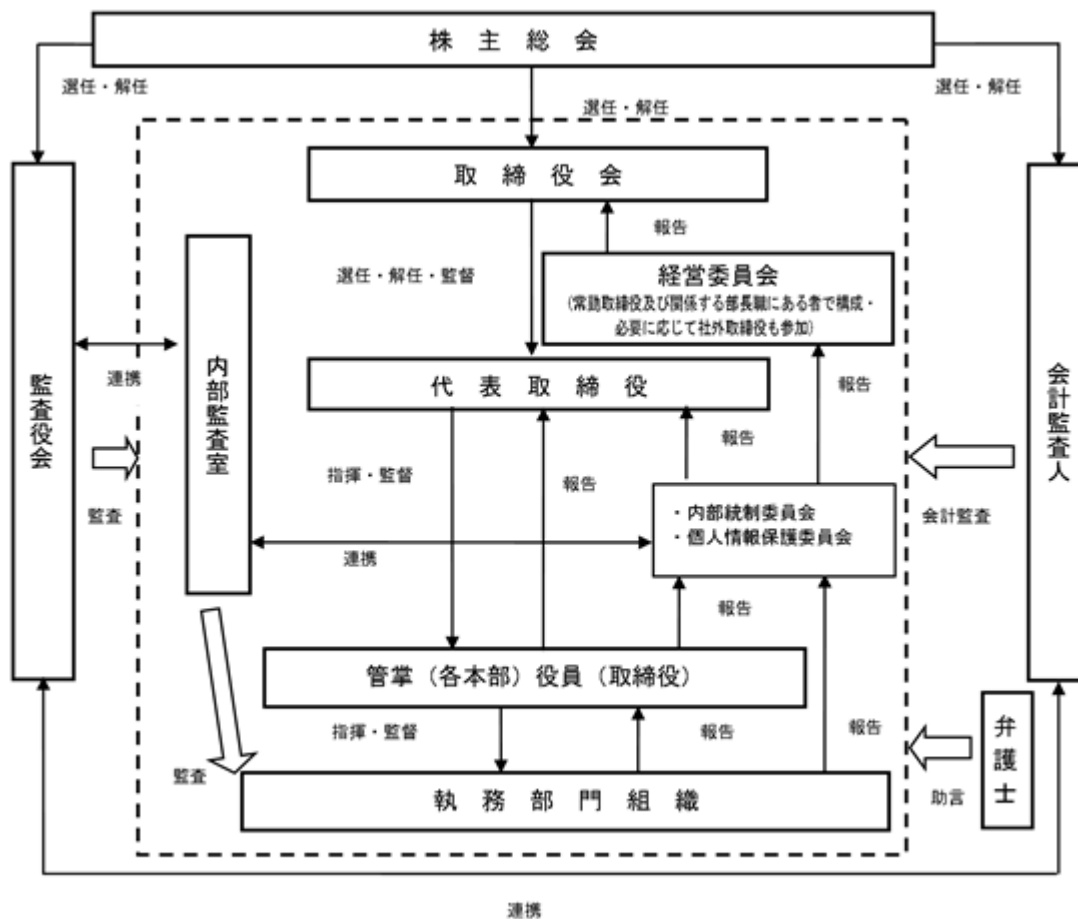 株主総会
選任・解任
選任・解任
選任・解任
取締役会
報告
選任・解任・監督
経営委員会
(常勤取締役及び関係する部長職にある者で構成・
必要に応じて社外取締役も参加)
監査役会
連携
内部監査室
代表取締役
報告
会計監査人
報告
指揮・監督
報告
監査
・内部統制委員会
・個人情報保護委員会
会計監査
連携
報告
管掌（各本部）役員（取締役）
指揮・監督
報告
報告
弁護士
監査
執務部門組織
助言
連携